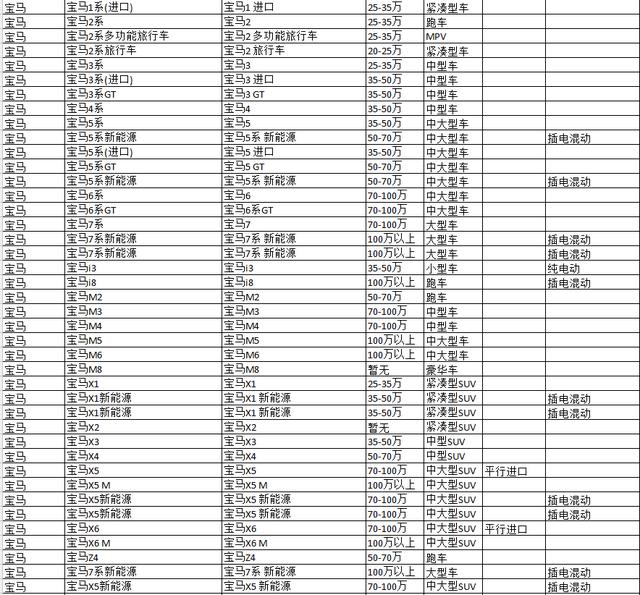 宝马 宝马1系(进口) 宝马1 进口 25-35万 紧凑型车
宝马 宝马2系 宝马2 25-35万 跑车
宝马 宝马2系多功能旅行车 宝马2 多功能旅行车 25-35万 MPV
宝马 宝马2系旅行车 宝马2 旅行车 20-25万 紧凑型车
宝马 宝马3系 宝马3 25-35万 中型车
宝马 宝马3系(进口) 宝马3 进口 35-50万 中型车
宝马 宝马3系GT 宝马3 GT 35-50万 中型车
宝马 宝马4系 宝马4 35-50万 中型车
宝马 宝马5系 宝马5 35-50万 中大型车
宝马 宝马5系新能源 宝马5系 新能源 50-70万 中大型车 插电混动
宝马 宝马5系(进口) 宝马5 进口 35-50万 中大型车
宝马 宝马5系GT 宝马5 GT 50-70万 中大型车
宝马 宝马5系新能源 宝马5系 新能源 50-70万 中大型车 插电混动
宝马 宝马6系 宝马6 70-100万 中大型车
宝马 宝马6系GT 宝马6系GT 70-100万 中大型车
宝马 宝马7系 宝马7 70-100万 大型车
宝马 宝马7系新能源 宝马7系 新能源 100万以上 大型车 插电混动
宝马 宝马7系新能源 宝马7系 新能源 100万以上 大型车 插电混动
宝马 宝马i3 宝马i3 35-50万 小型车 纯电动
宝马 宝马i8 宝马i8 100万以上 跑车 插电混动
宝马 宝马M2 宝马M2 50-70万 跑车
宝马 宝马M3 宝马M3 70-100万 中型车
宝马 宝马M4 宝马M4 70-100万 中型车
宝马 宝马M5 宝马M5 100万以上 中大型车
宝马 宝马M6 宝马M6 100万以上 中大型车
宝马 宝马M8 宝马M8 暂无 豪华车
宝马 宝马X1 宝马X1 25-35万 紧凑型SUV
宝马 宝马X1新能源 宝马X1 新能源 35-50万 紧凑型SUV 插电混动
宝马 宝马X1新能源 宝马X1 新能源 35-50万 紧凑型SUV 插电混动
宝马 宝马X2 宝马X2 暂无 紧凑型SUV
宝马 宝马X3 宝马X3 35-50万 中型SUV
宝马 宝马X4 宝马X4 50-70万 中型SUV
宝马 宝马X5 宝马X5 70-100万 中大型SUV 平行进口
宝马 宝马X5 M 宝马X5 M 100万以上 中大型SUV
宝马 宝马X5新能源 宝马X5 新能源 70-100万 中大型SUV 插电混动
宝马 宝马X5新能源 宝马X5 新能源 70-100万 中大型SUV 插电混动
宝马 宝马X6 宝马X6 70-100万 中大型SUV 平行进口
宝马 宝马X6 M 宝马X6 M 100万以上 中大型SUV
宝马 宝马Z4 宝马Z4 50-70万 跑车
宝马 宝马7系新能源 宝马7系 新能源 100万以上 大型车 插电混动
宝马 宝马X5新能源 宝马X5 新能源 70-100万 中大型SUV 插电混动